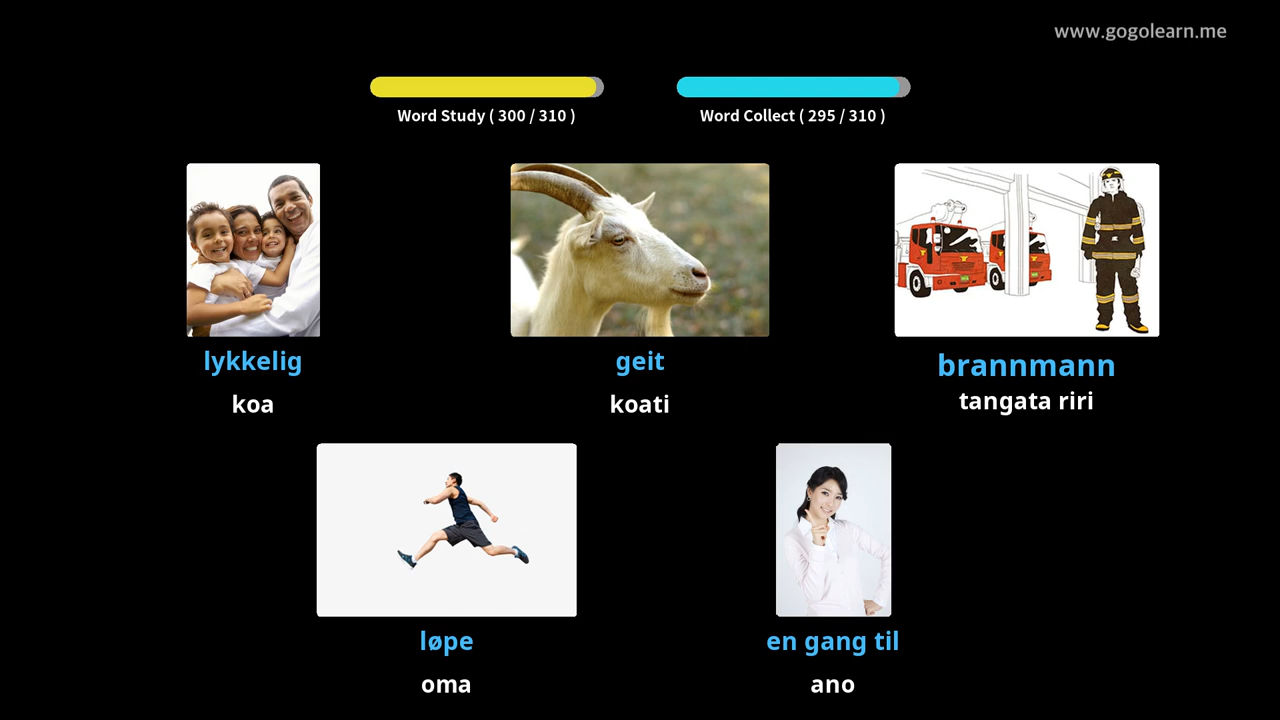 www.gogolearn.me
Word Study ( 300 / 310 )
Word Collect ( 295 / 310 )
lykkelig
koa
geit
koati
brannmann
tangata riri
løpe
oma
en gang til
ano